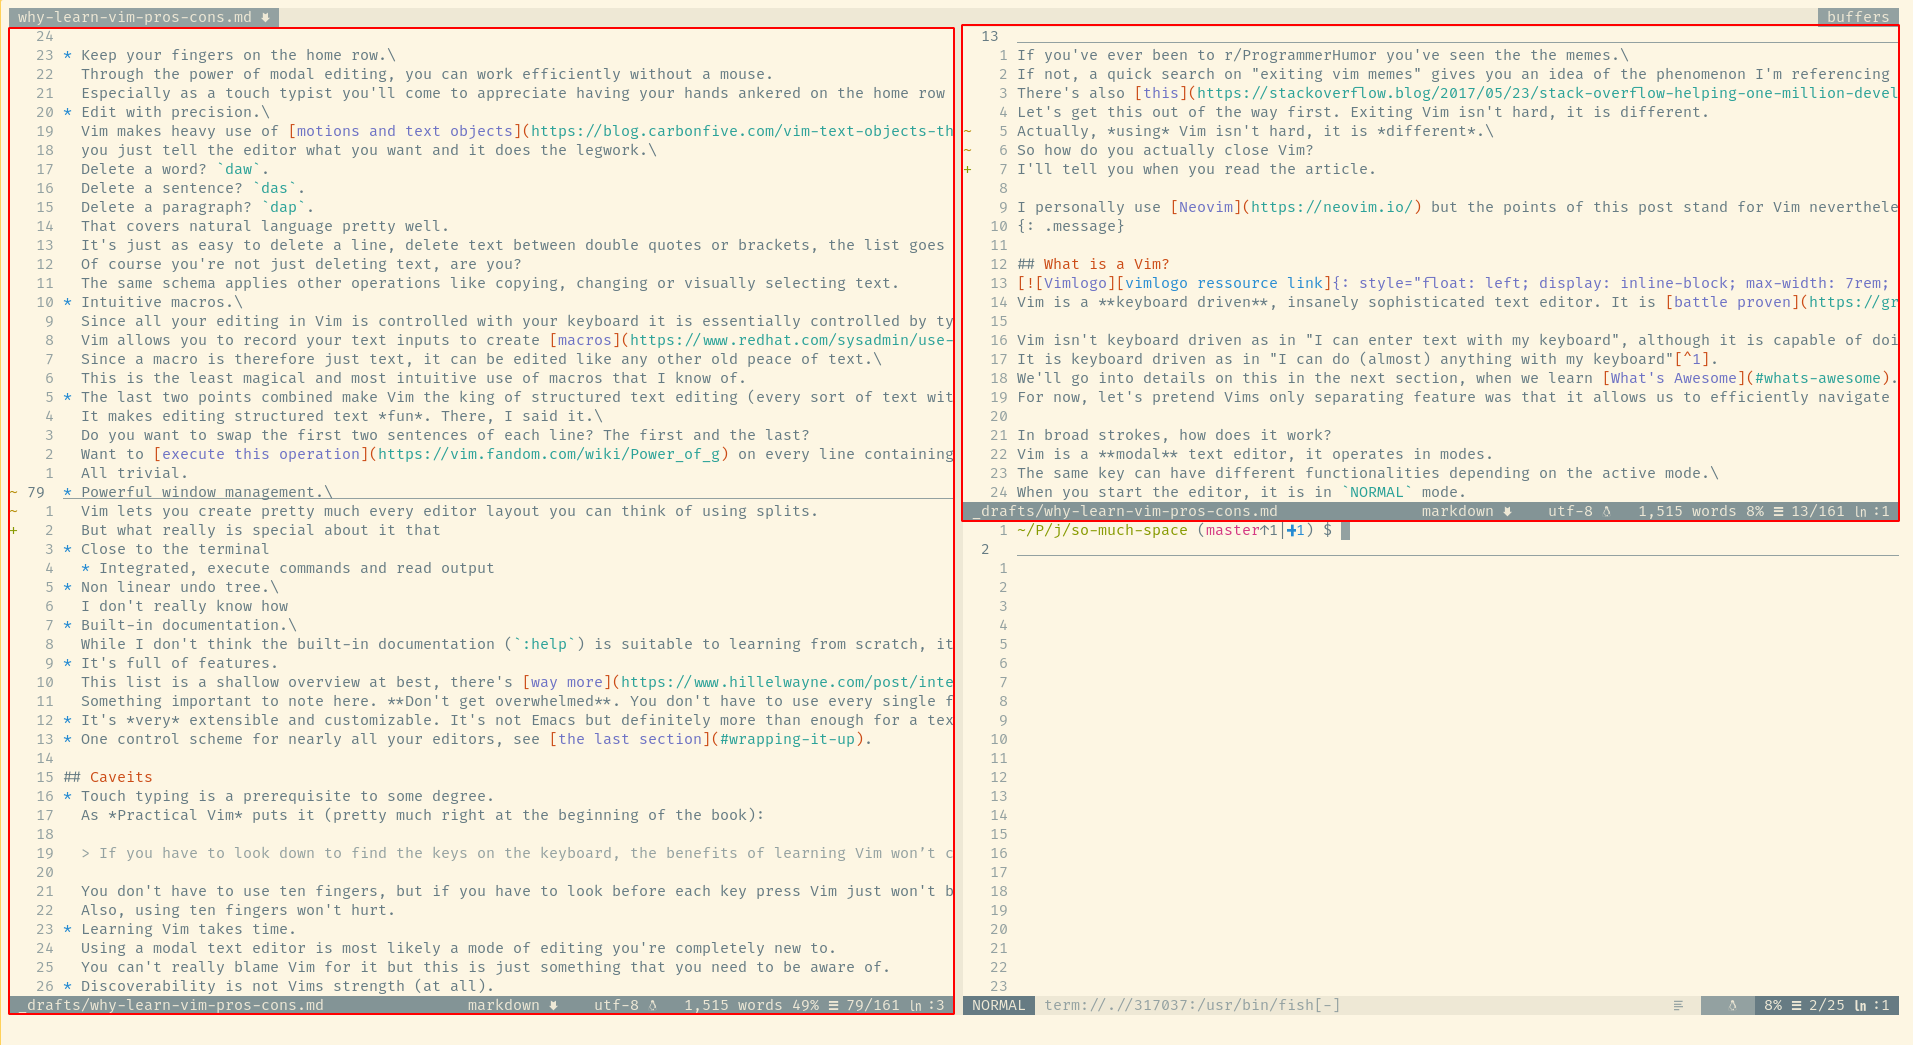 why-learn-vim-pros-cons.md
buffers
24
23 * Keep your fingers on the home row.\
22   Through the power of modal editing, you can work efficiently without a mouse.
21   Especially as a touch typist you'll come to appreciate having your hands ankered on the home row
20 * Edit with precision.\
19   Vim makes heavy use of [motions and text objects](https://blog.carbonfive.com/vim-text-objects-th
18   you just tell the editor what you want and it does the legwork.\
17   Delete a word? `daw`.
16   Delete a sentence? `das`.
15   Delete a paragraph? `dap`.
14   That covers natural language pretty well.
13   It's just as easy to delete a line, delete text between double quotes or brackets, the list goes
12   Of course you're not just deleting text, are you?
11   The same schema applies other operations like copying, changing or visually selecting text.
10 * Intuitive macros.\
9   Since all your editing in Vim is controlled with your keyboard it is essentially controlled by ty
8   Vim allows you to record your text inputs to create [macros](https://www.redhat.com/sysadmin/use-
7   Since a macro is therefore just text, it can be edited like any other old peace of text.\
6   This is the least magical and most intuitive use of macros that I know of.
5 * The last two points combined make Vim the king of structured text editing (every sort of text wit
4   It makes editing structured text *fun*. There, I said it.\
3   Do you want to swap the first two sentences of each line? The first and the last?
2   Want to [execute this operation](https://vim.fandom.com/wiki/Power_of_g) on every line containing
1   All trivial.
~ 79 * Powerful window management.\
~ 1   Vim lets you create pretty much every editor layout you can think of using splits.
+ 2   But what really is special about it that
3 * Close to the terminal
4   * Integrated, execute commands and read output
5 * Non linear undo tree.\
6   I don't really know how
7 * Built-in documentation.\
8   While I don't think the built-in documentation (`:help`) is suitable to learning from scratch, it
9 * It's full of features.
10   This list is a shallow overview at best, there's [way more](https://www.hillelwayne.com/post/inte
11   Something important to note here. **Don't get overwhelmed**. You don't have to use every single f
12 * It's *very* extensible and customizable. It's not Emacs but definitely more than enough for a tex
13 * One control scheme for nearly all your editors, see [the last section](#wrapping-it-up).
14
15 ## Caveits
16 * Touch typing is a prerequisite to some degree.
17   As *Practical Vim* puts it (pretty much right at the beginning of the book):
18
19   > If you have to look down to find the keys on the keyboard, the benefits of learning Vim won’t c
20
21   You don't have to use ten fingers, but if you have to look before each key press Vim just won't b
22   Also, using ten fingers won't hurt.
23 * Learning Vim takes time.
24   Using a modal text editor is most likely a mode of editing you're completely new to.
25   You can't really blame Vim for it but this is just something that you need to be aware of.
26 * Discoverability is not Vims strength (at all).
_drafts/why-learn-vim-pros-cons.md markdown utf-8 1,515 words 49% ☰ 79/161 ln :3
13
1 If you've ever been to r/ProgrammerHumor you've seen the the memes.\
2 If not, a quick search on "exiting vim memes" gives you an idea of the phenomenon I'm referencing
3 There's also [this](https://stackoverflow.blog/2017/05/23/stack-overflow-helping-one-million-devel
4 Let's get this out of the way first. Exiting Vim isn't hard, it is different.
~ 5 Actually, *using* Vim isn't hard, it is *different*.\
~ 6 So how do you actually close Vim?
+ 7 I'll tell you when you read the article.
8
9 I personally use [Neovim](https://neovim.io/) but the points of this post stand for Vim neverthele
10 {: .message}
11
12 ## What is a Vim?
13 [![Vimlogo][vimlogo ressource link]{: style="float: left; display: inline-block; max-width: 7rem;
14 Vim is a **keyboard driven**, insanely sophisticated text editor. It is [battle proven](https://gr
15
16 Vim isn't keyboard driven as in "I can enter text with my keyboard", although it is capable of doi
17 It is keyboard driven as in "I can do (almost) anything with my keyboard"[^1].
18 We'll go into details on this in the next section, when we learn [What's Awesome](#whats-awesome).
19 For now, let's pretend Vims only separating feature was that it allows us to efficiently navigate
20
21 In broad strokes, how does it work?
22 Vim is a **modal** text editor, it operates in modes.
23 The same key can have different functionalities depending on the active mode.\
24 When you start the editor, it is in `NORMAL` mode.
_drafts/why-learn-vim-pros-cons.md markdown utf-8 1,515 words 8% ☰ 13/161 ln :1
1 ~/P/j/so-much-space (master↑1|✚1) $
2
1
2
3
4
5
6
7
8
9
10
11
12
13
14
15
16
17
18
19
20
21
22
23
NORMAL term://.//317037:/usr/bin/fish[-] 8% ☰ 2/25 ln :1